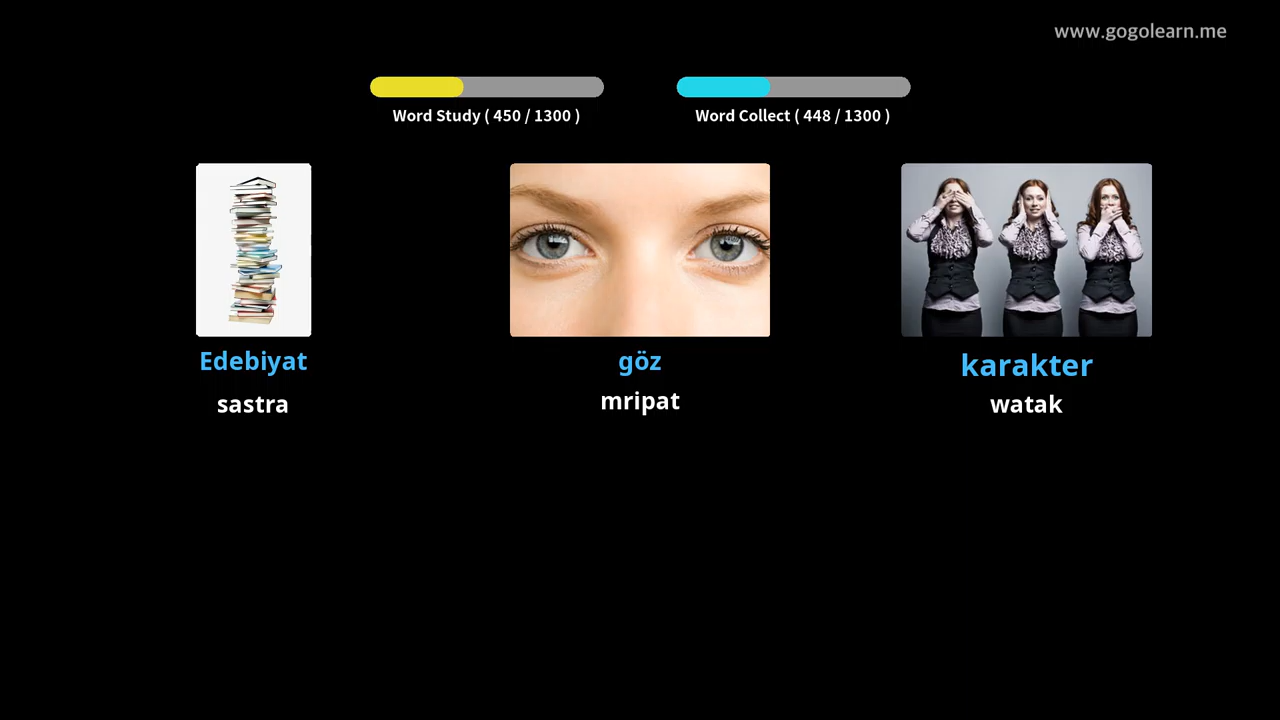 www.gogolearn.me
Word Study ( 450 / 1300 )
Word Collect ( 448 / 1300 )
Edebiyat
sastra
göz
mripat
karakter
watak